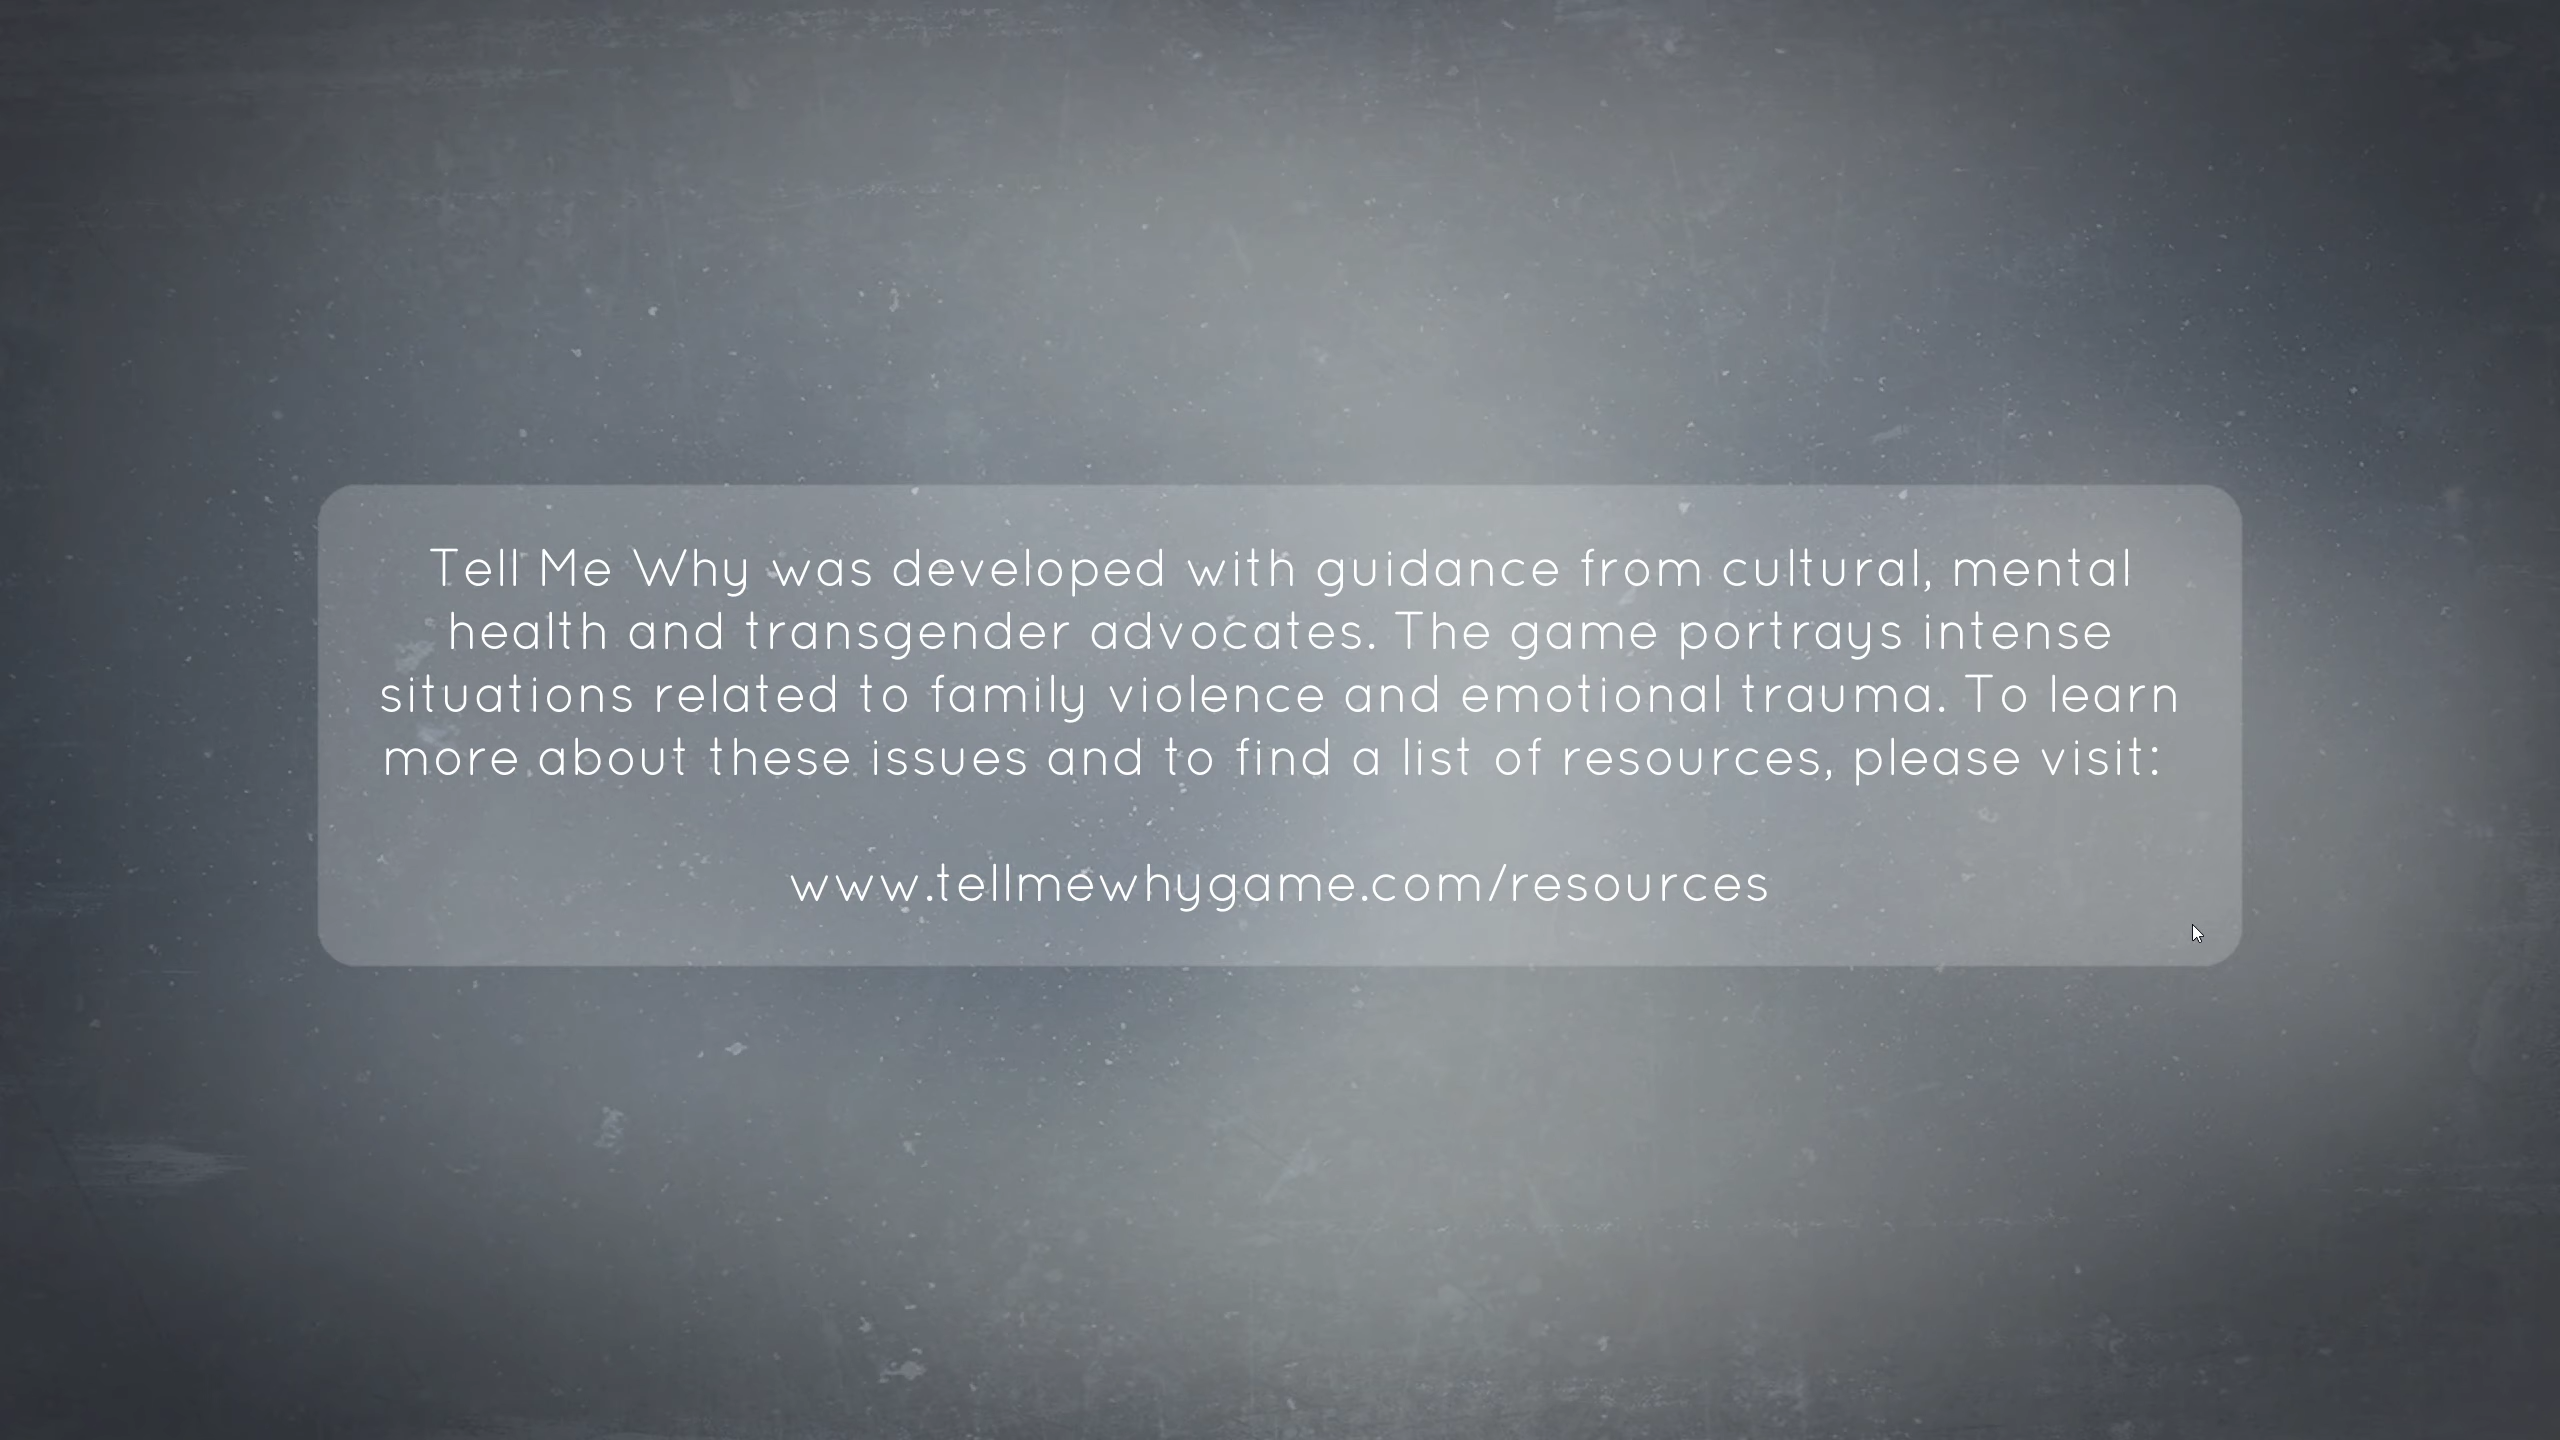 Tell Me Why was developed with guidance from cultural, mental
health and transgender advocates. The game portrays intense
situations related to family violence and emotional trauma. To learn
more about these issues and to find a list of resources, please visit:
www.tellmewhygame.com/resources